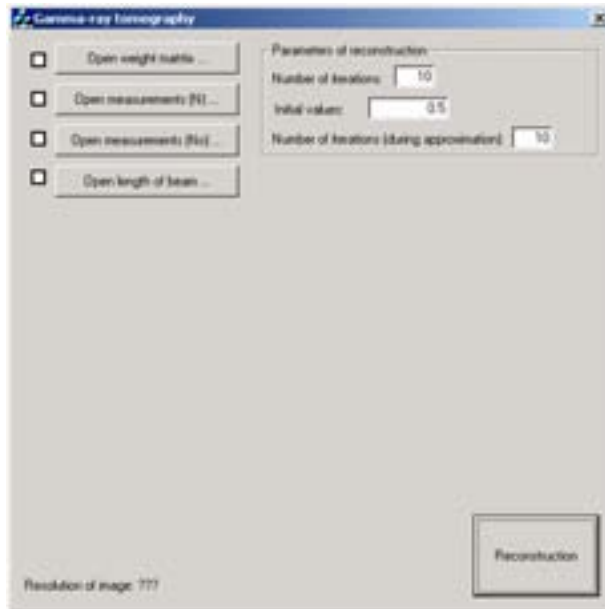 Gamma-ray tomography
Open weight matrix ...
Open measurements (N) ...
Open measurements (No) ...
Open length of beam ...
Parameters of reconstruction
Number of iterations: 10
Initial values: 0.5
Number of iterations (during approximation): 10
Reconstruction
Resolution of image: ???